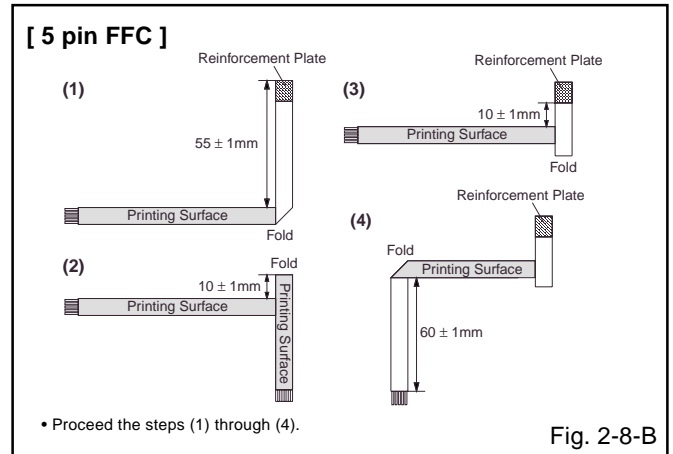 [ 5 pin FFC ]
(1)
Reinforcement Plate
55 ± 1mm
Printing Surface
Fold
(2)
Fold
10 ± 1mm
Printing Surface
Printing Surface
(3)
Reinforcement Plate
10 ± 1mm
Printing Surface
Fold
(4)
Reinforcement Plate
Fold
Printing Surface
60 ± 1mm
• Proceed the steps (1) through (4).
Fig. 2-8-B